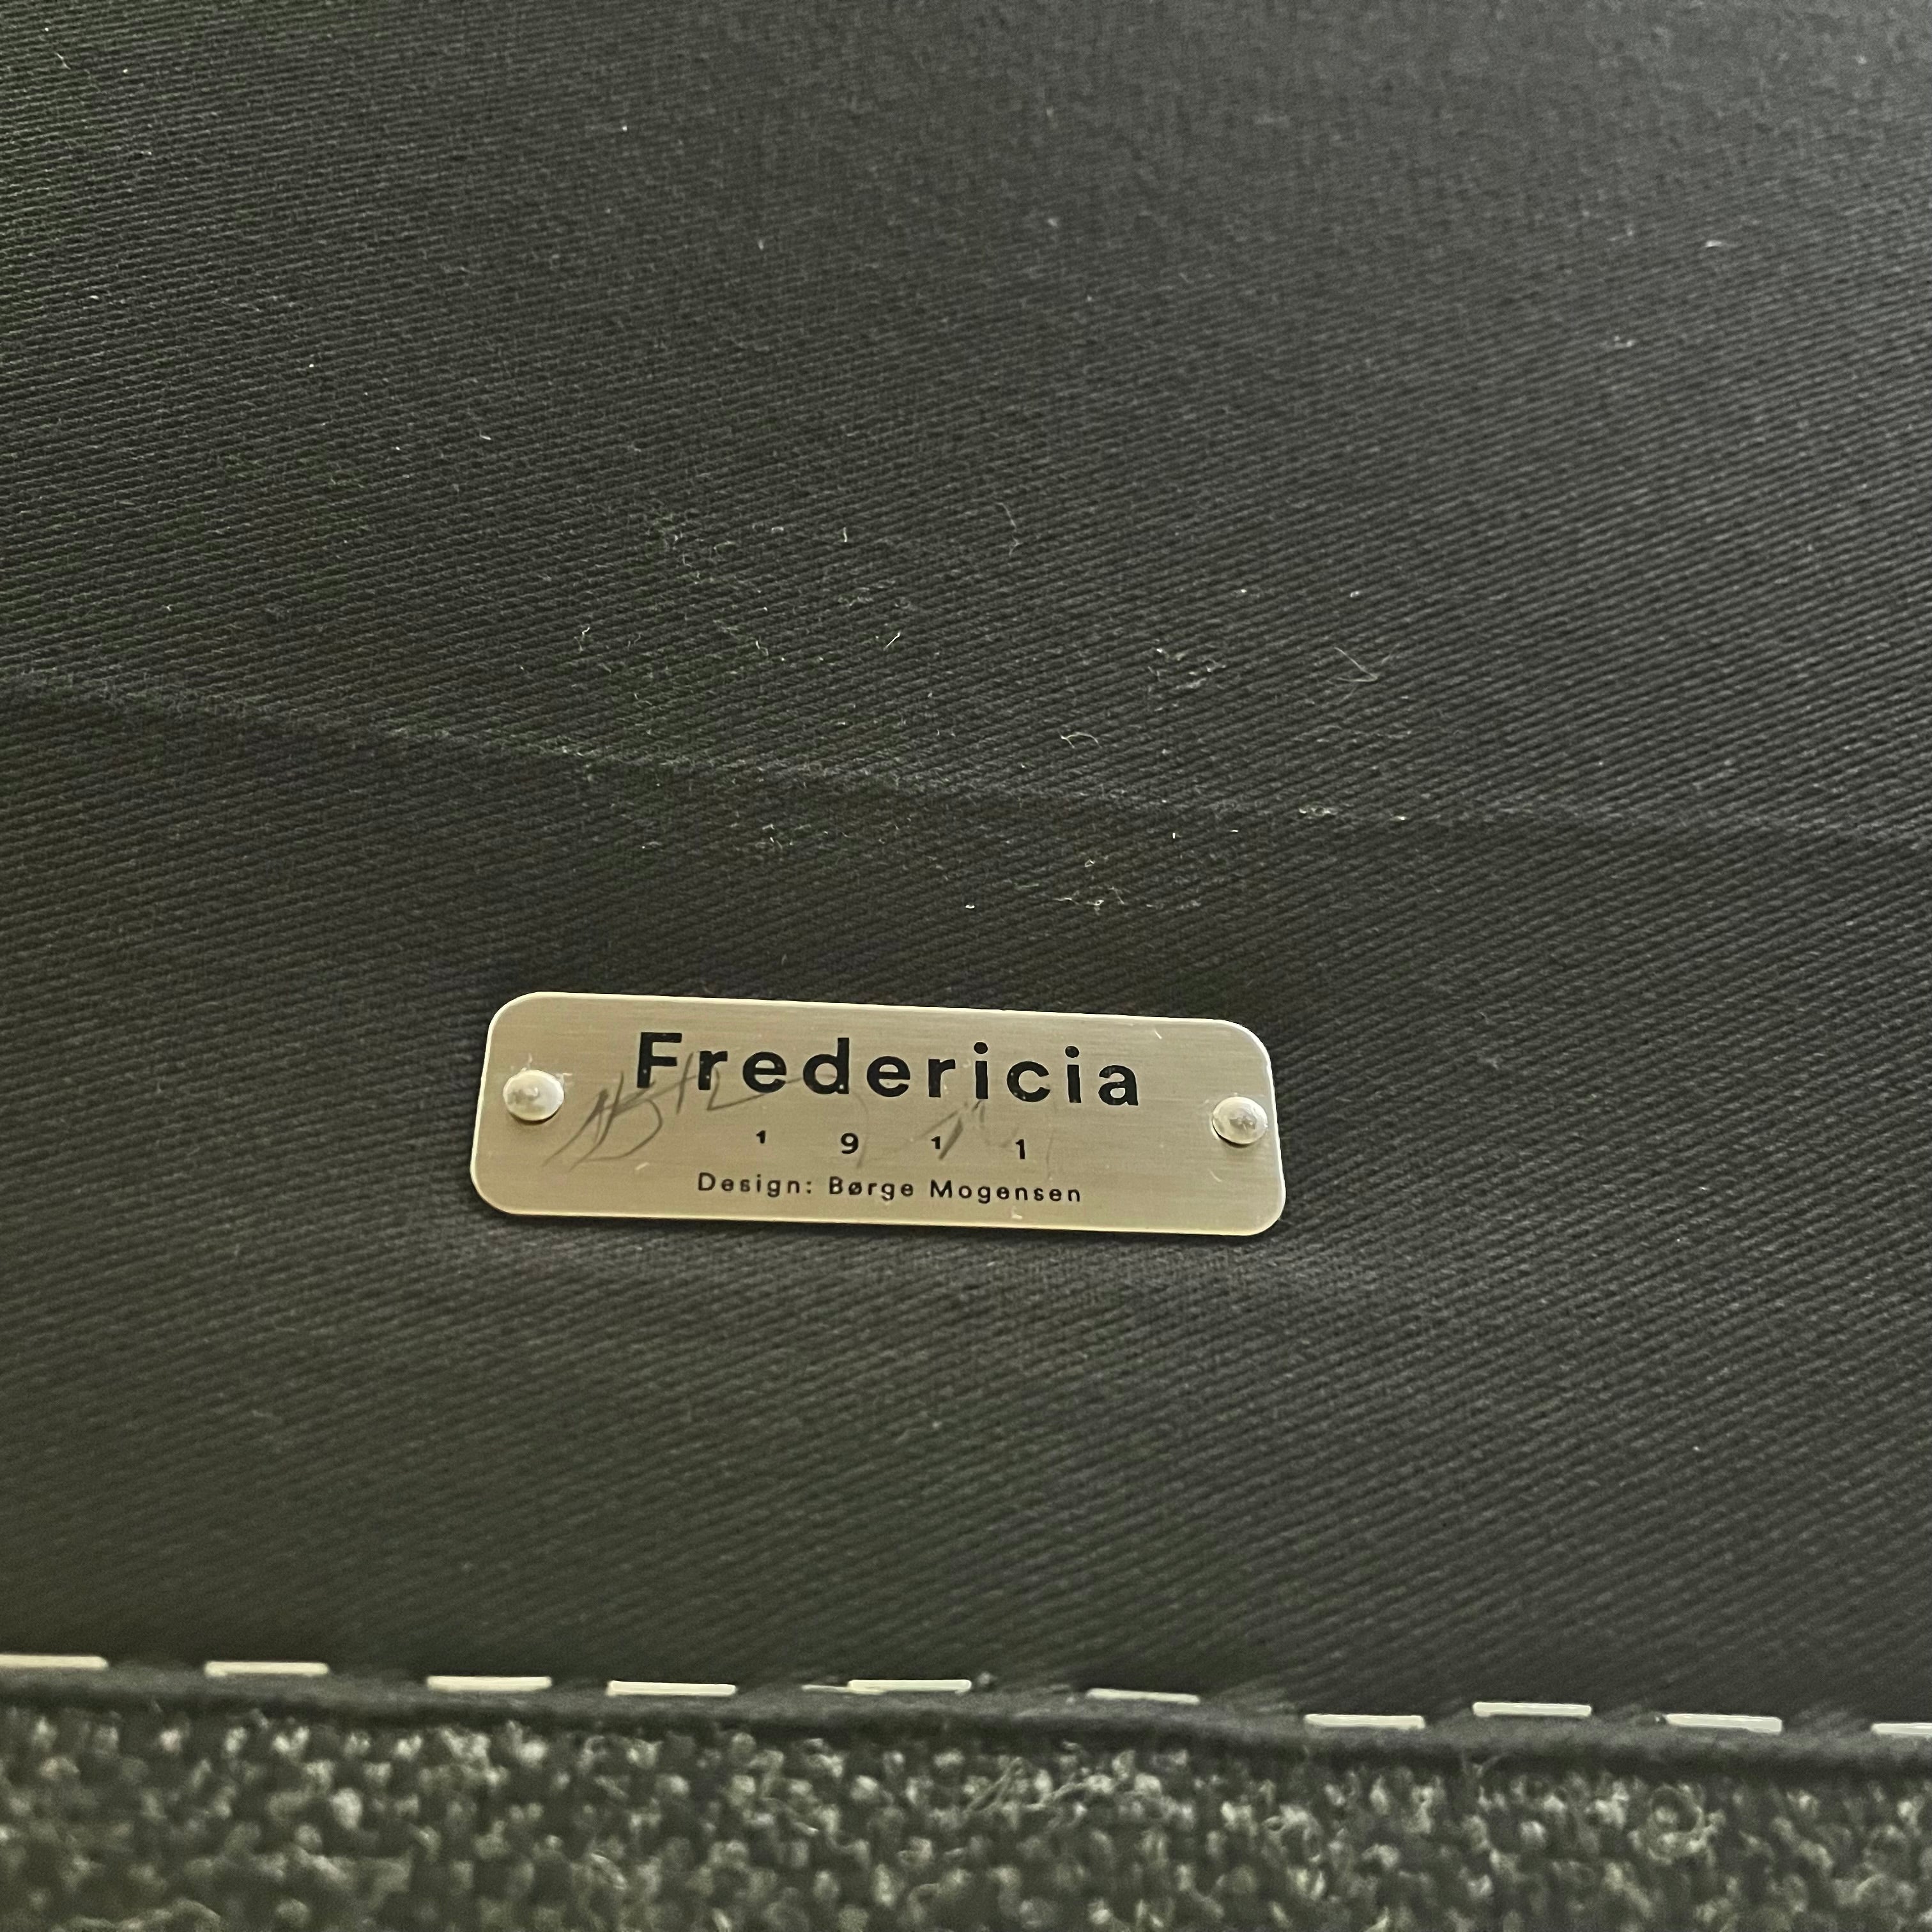 Fredericia
1 9 1 1
Design: Børge Mogensen